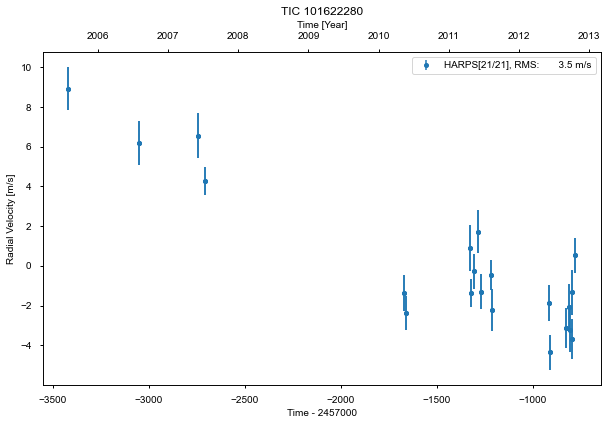 TIC 101622280
Time [Year]
2006 2007 2008 2009 2010 2011 2012 2013
HARPS[21/21], RMS: 3.5 m/s
10
8
6
4
2
0
−2
−4
Radial Velocity [m/s]
−3500 −3000 −2500 −2000 −1500 −1000
Time - 2457000